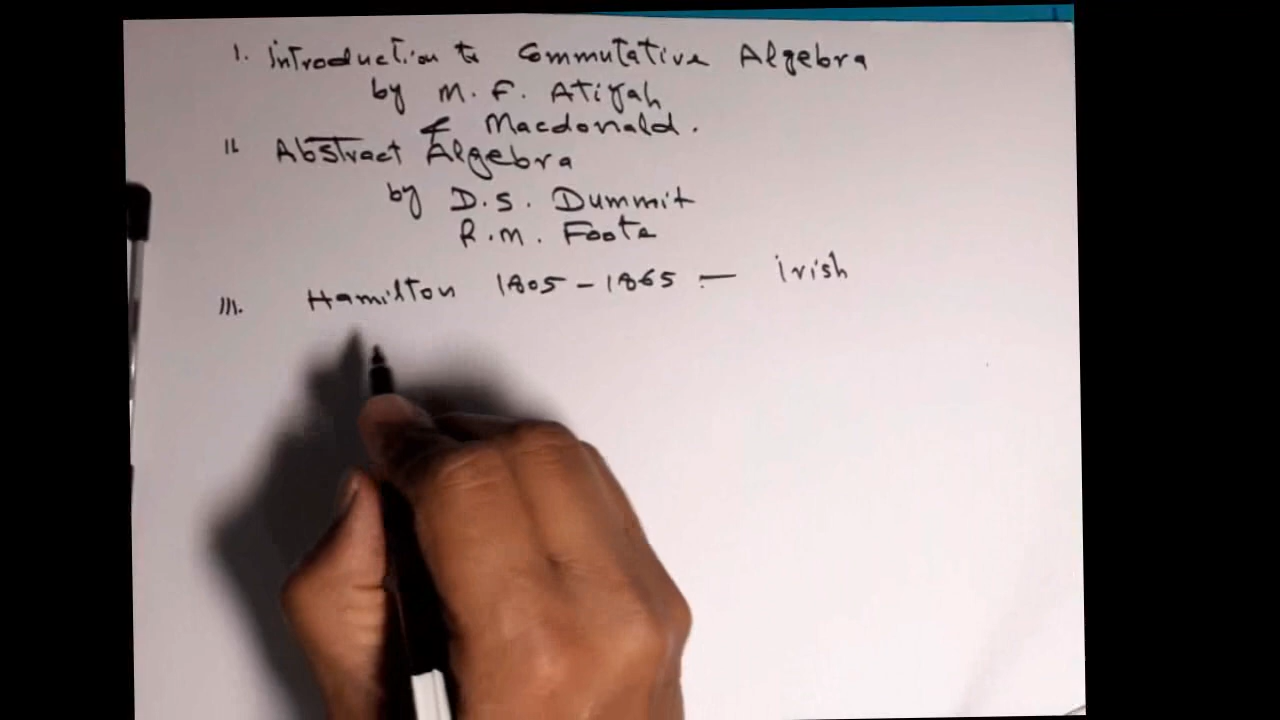 I. Introduction to Commutative Algebra
by M. F. Atiyah
& Macdonald.
II. Abstract Algebra
by D.S. Dummit
R.M. Foote
III. Hamilton 1805 - 1865 — Irish